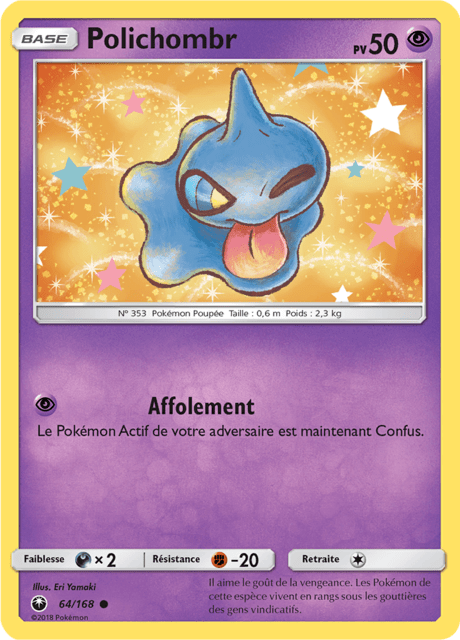 BASE Polichombr PV 50
N° 353 Pokémon Poupée Taille : 0,6 m Poids : 2,3 kg
Affolement
Le Pokémon Actif de votre adversaire est maintenant Confus.
Faiblesse ×2 Résistance -20 Retraite
Illus. Eri Yamaki
64/168
©2018 Pokémon
Il aime le goût de la vengeance. Les Pokémon de
cette espèce vivent en rangs sous les gouttières
des gens vindicatifs.